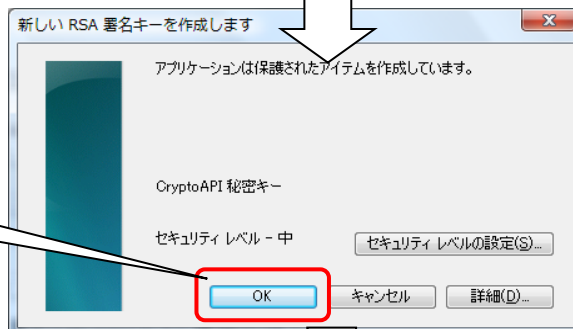 新しい RSA 署名キーを作成します
アプリケーションは保護されたアイテムを作成しています。
CryptoAPI 秘密キー
セキュリティ レベル - 中
セキュリティ レベルの設定(S)...
OK
キャンセル
詳細(D)...